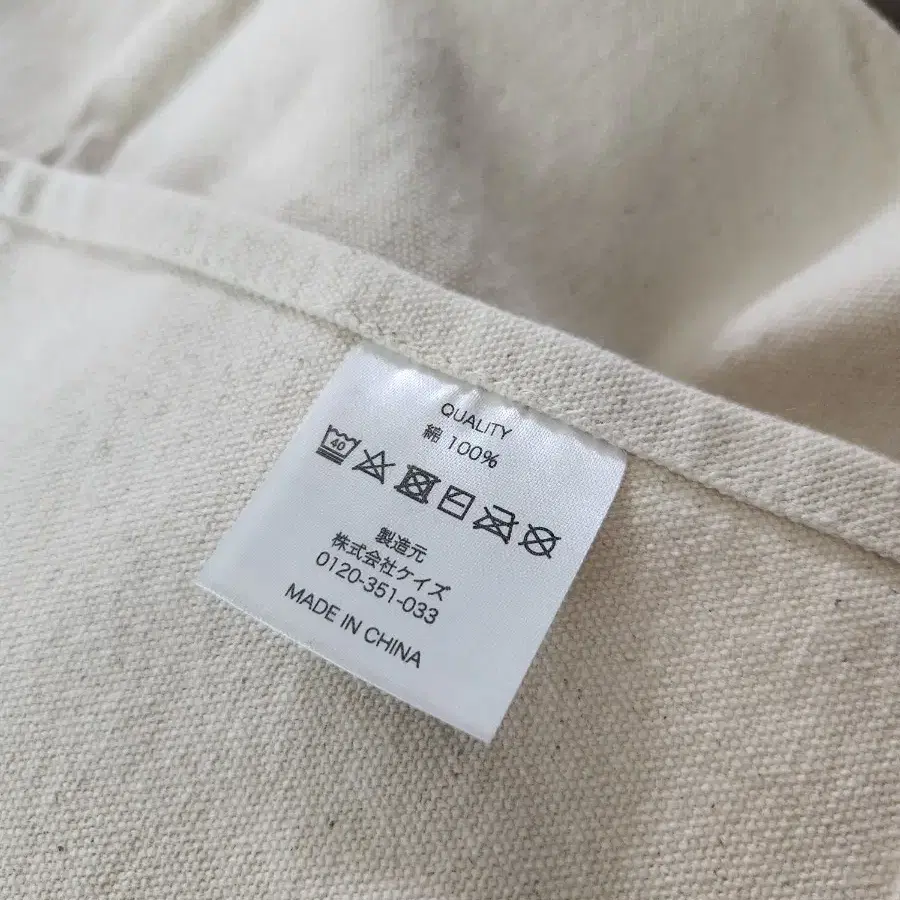 QUALITY
綿 100%
40
製造元
株式会社ケイズ
0120-351-033
MADE IN CHINA